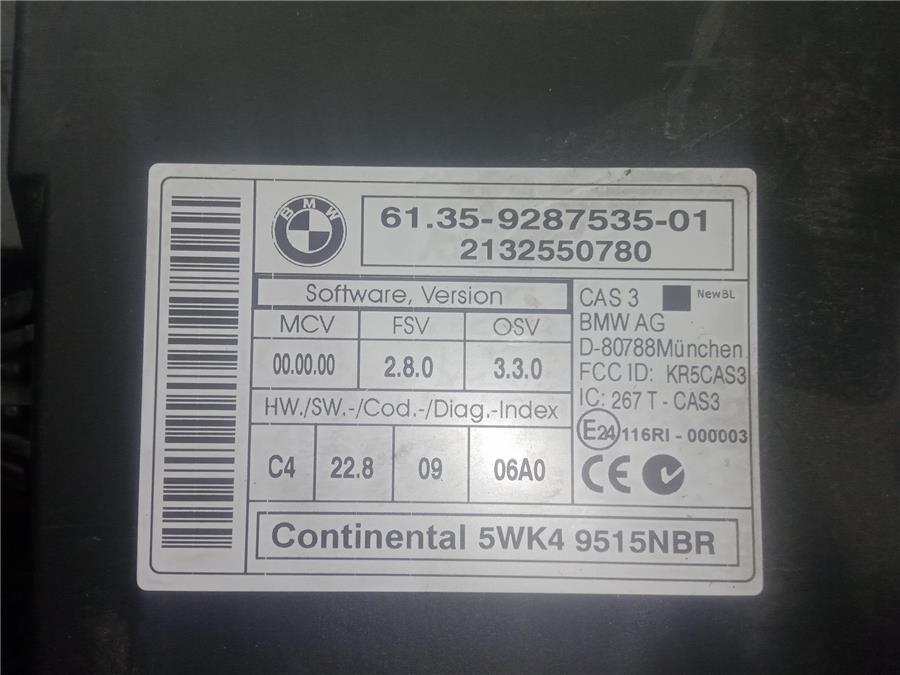 BMW
61.35-9287535-01
2132550780
Software, Version
MCV FSV OSV
00.00.00 2.8.0 3.3.0
HW./SW.-/Cod.-/Diag.-Index
C4 22.8 09 06A0
CAS 3 NewBL
BMW AG
D-80788München
FCC ID: KR5CAS3
IC: 267 T - CAS3
E24 116RI - 000003
CE
Continental 5WK4 9515NBR